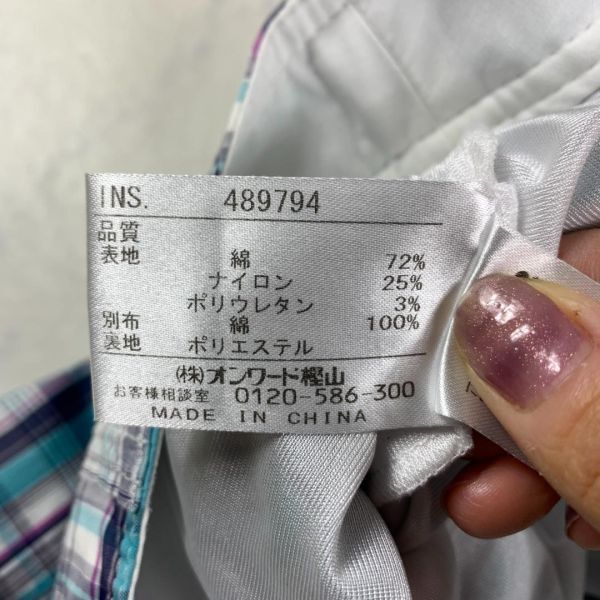 INS. 489794
品質
表地 綿 72%
ナイロン 25%
ポリウレタン 3%
別布 綿 100%
裏地 ポリエステル
(株)オンワード樫山
お客様相談室 0120-586-300
MADE IN CHINA